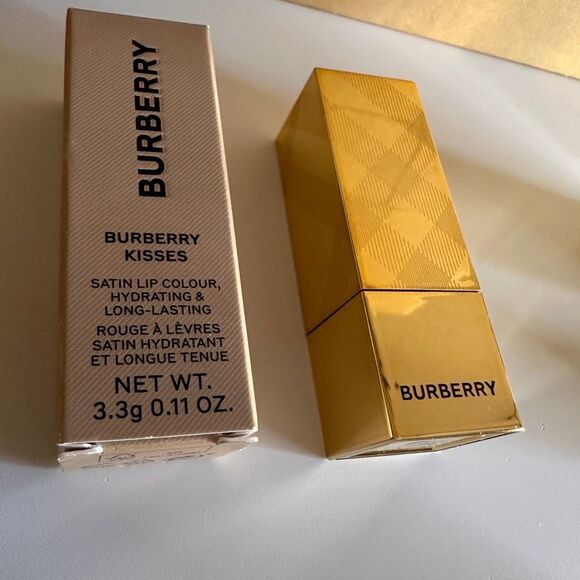 BURBERRY
BURBERRY
KISSES
SATIN LIP COLOUR,
HYDRATING &
LONG-LASTING
ROUGE À LÈVRES
SATIN HYDRATANT
ET LONGUE TENUE
NET WT.
3.3g 0.11 OZ.
BURBERRY